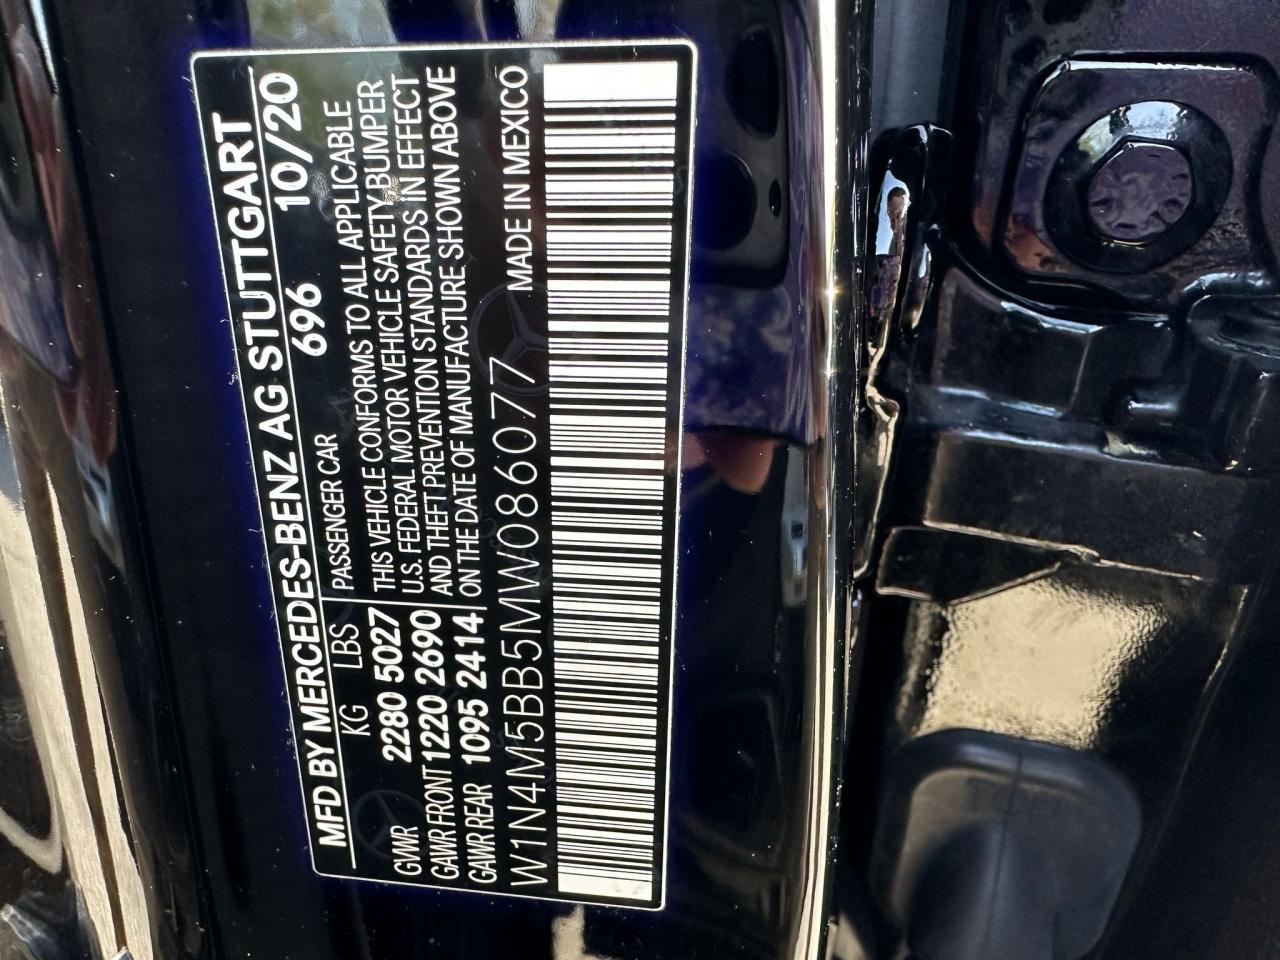 MFD BY MERCEDES-BENZ AG STUTTGART
KG LBS PASSENGER CAR 696 10/20
GVWR 2280 5027 THIS VEHICLE CONFORMS TO ALL APPLICABLE
GAWR FRONT 1220 2690 U.S. FEDERAL MOTOR VEHICLE SAFETY, BUMPER
GAWR REAR 1095 2414 AND THEFT PREVENTION STANDARDS IN EFFECT
ON THE DATE OF MANUFACTURE SHOWN ABOVE
W1N4M5BB5MW086077 MADE IN MEXICO